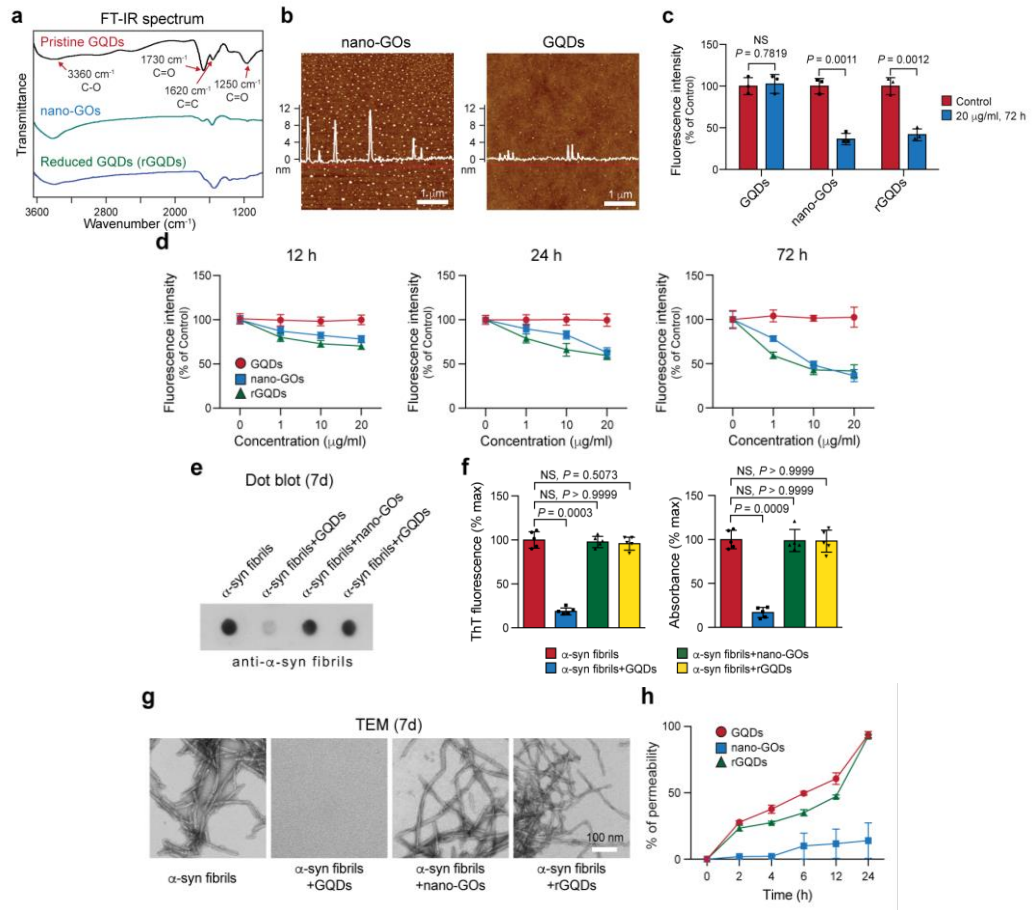 a
FT-IR spectrum
Pristine GQDs
3360 cm-1
C-O
1730 cm-1
C=O
1620 cm-1
C=C
1250 cm-1
C=O
nano-GOs
Reduced GQDs (rGQDs)
Transmittance
3600 2800 2000 1200
Wavenumber (cm-1)
b
nano-GOs
GQDs
12
8
4
0
nm
1 μm
12
8
4
0
nm
1 μm
c
NS
P = 0.7819
P = 0.0011
P = 0.0012
Fluorescence intensity
(% of Control)
150
100
50
0
GQDs
nano-GOs
rGQDs
Control
20 μg/ml, 72 h
d
12 h
24 h
72 h
Fluorescence intensity
(% of Control)
150
100
50
0
GQDs
nano-GOs
rGQDs
0 1 10 20
Concentration (μg/ml)
Fluorescence intensity
(% of Control)
150
100
50
0
0 1 10 20
Concentration (μg/ml)
Fluorescence intensity
(% of Control)
150
100
50
0
0 1 10 20
Concentration (μg/ml)
e
Dot blot (7d)
α-syn fibrils
α-syn fibrils+GQDs
α-syn fibrils+nano-GOs
α-syn fibrils+rGQDs
anti-α-syn fibrils
f
NS, P = 0.5073
NS, P > 0.9999
P = 0.0003
ThT fluorescence (% max)
150
100
50
0
NS, P > 0.9999
NS, P > 0.9999
P = 0.0009
Absorbance (% max)
150
100
50
0
α-syn fibrils
α-syn fibrils+GQDs
α-syn fibrils+nano-GOs
α-syn fibrils+rGQDs
g
TEM (7d)
100 nm
α-syn fibrils
α-syn fibrils
+GQDs
α-syn fibrils
+nano-GOs
α-syn fibrils
+rGQDs
h
GQDs
nano-GOs
rGQDs
% of permeability
100
50
0
0 2 4 6 12 24
Time (h)